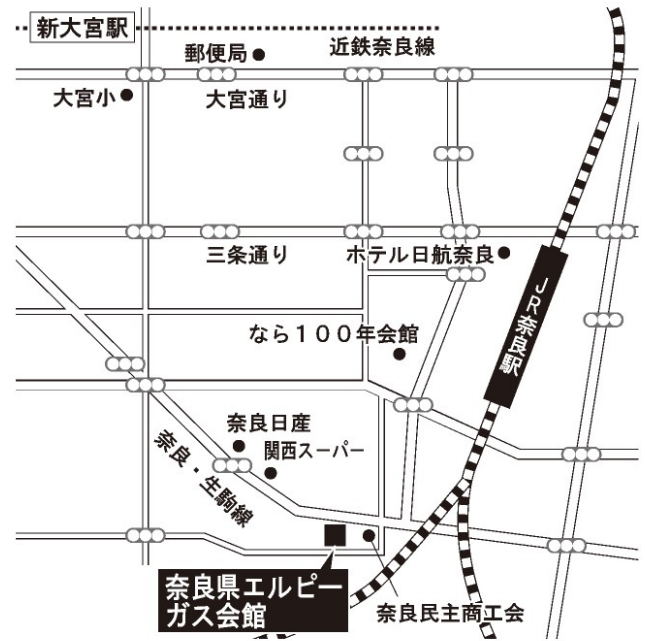 新大宮駅
郵便局
近鉄奈良線
大宮小
大宮通り
三条通り
ホテル日航奈良
JR奈良駅
なら100年会館
奈良日産
関西スーパー
奈良・生駒線
奈良県エルピー
ガス会館
奈良民主商工会